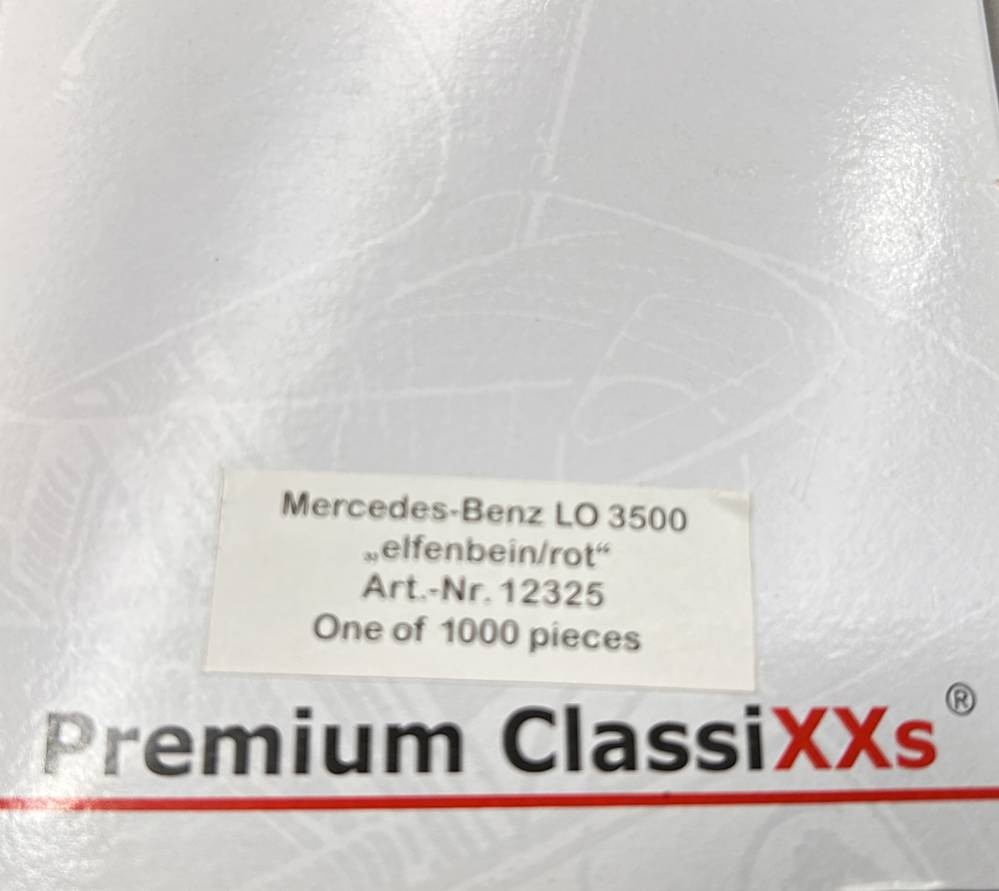 Mercedes-Benz LO 3500
„elfenbein/rot“
Art.-Nr. 12325
One of 1000 pieces
Premium ClassiXXs®